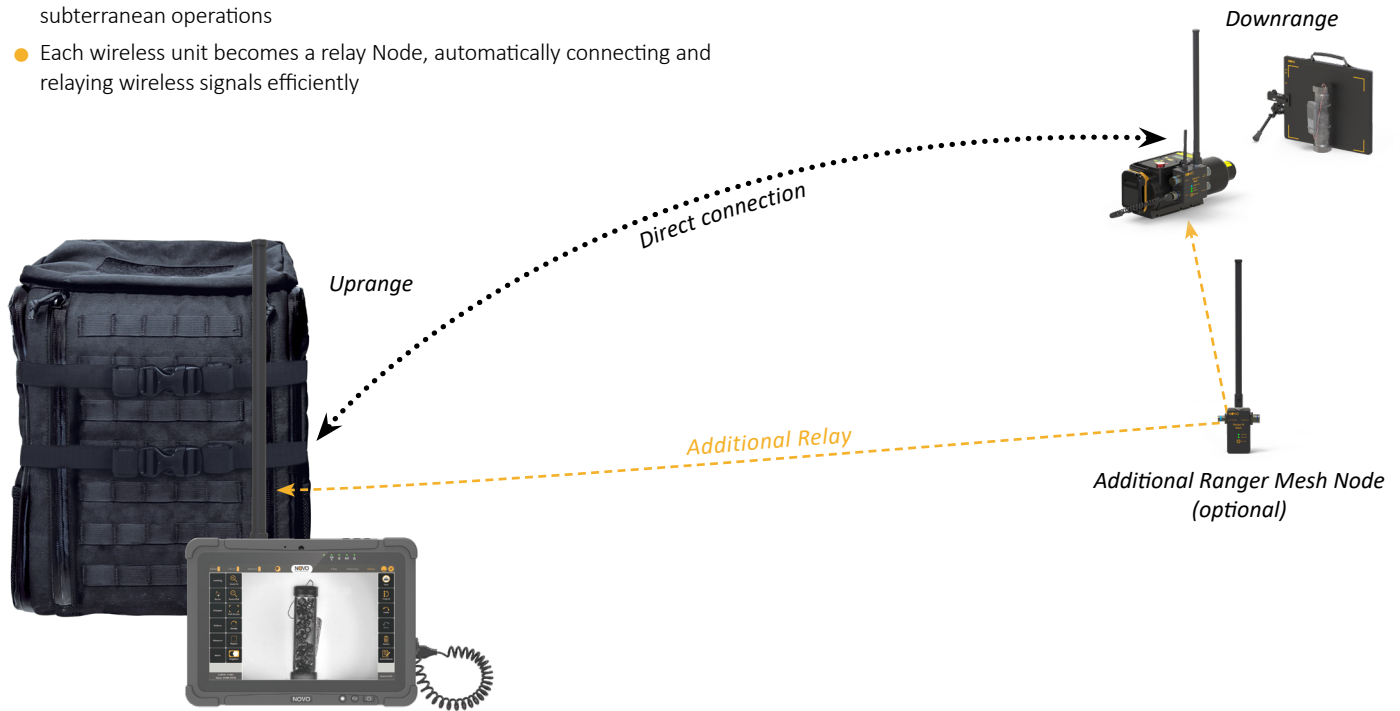 subterranean operations
Each wireless unit becomes a relay Node, automatically connecting and
relaying wireless signals efficiently
Downrange
Direct connection
Uprange
Additional Relay
Additional Ranger Mesh Node
(optional)
NOVO
NOVO